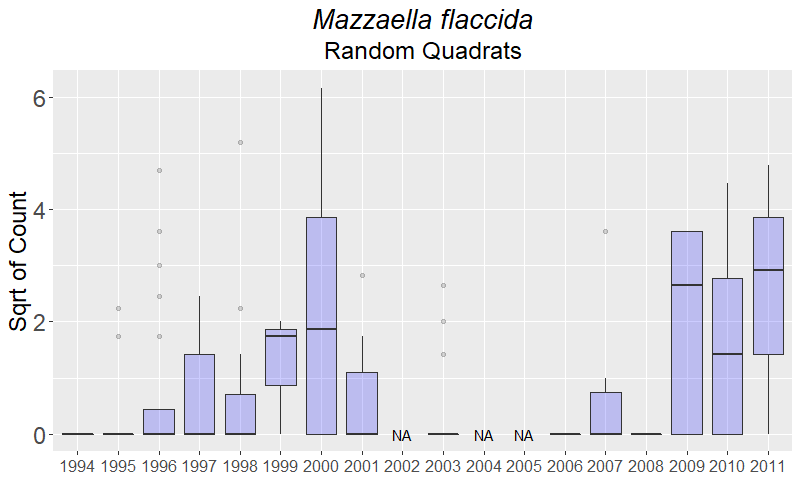 Mazzaella flaccida
Random Quadrats
Sqrt of Count
6
4
2
0
NA NA NA
1994 1995 1996 1997 1998 1999 2000 2001 2002 2003 2004 2005 2006 2007 2008 2009 2010 2011